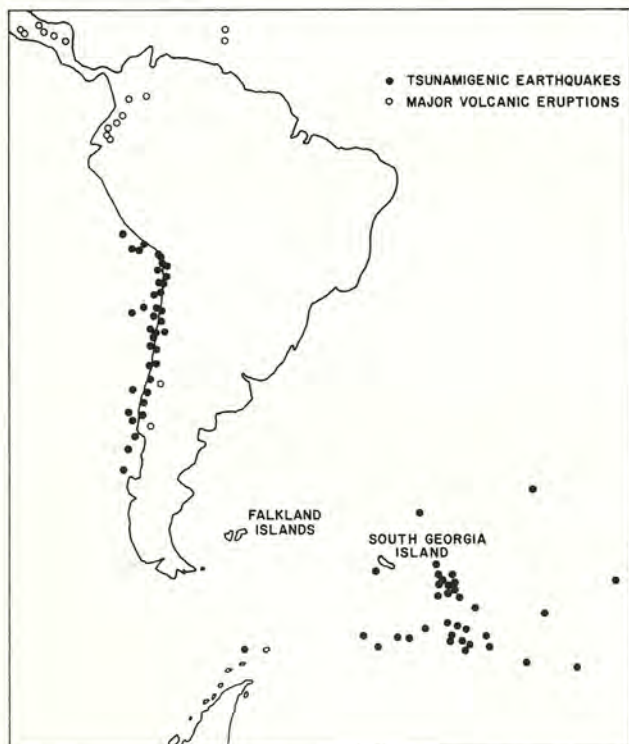 TSUNAMIGENIC EARTHQUAKES
MAJOR VOLCANIC ERUPTIONS
FALKLAND
ISLANDS
SOUTH GEORGIA
ISLAND